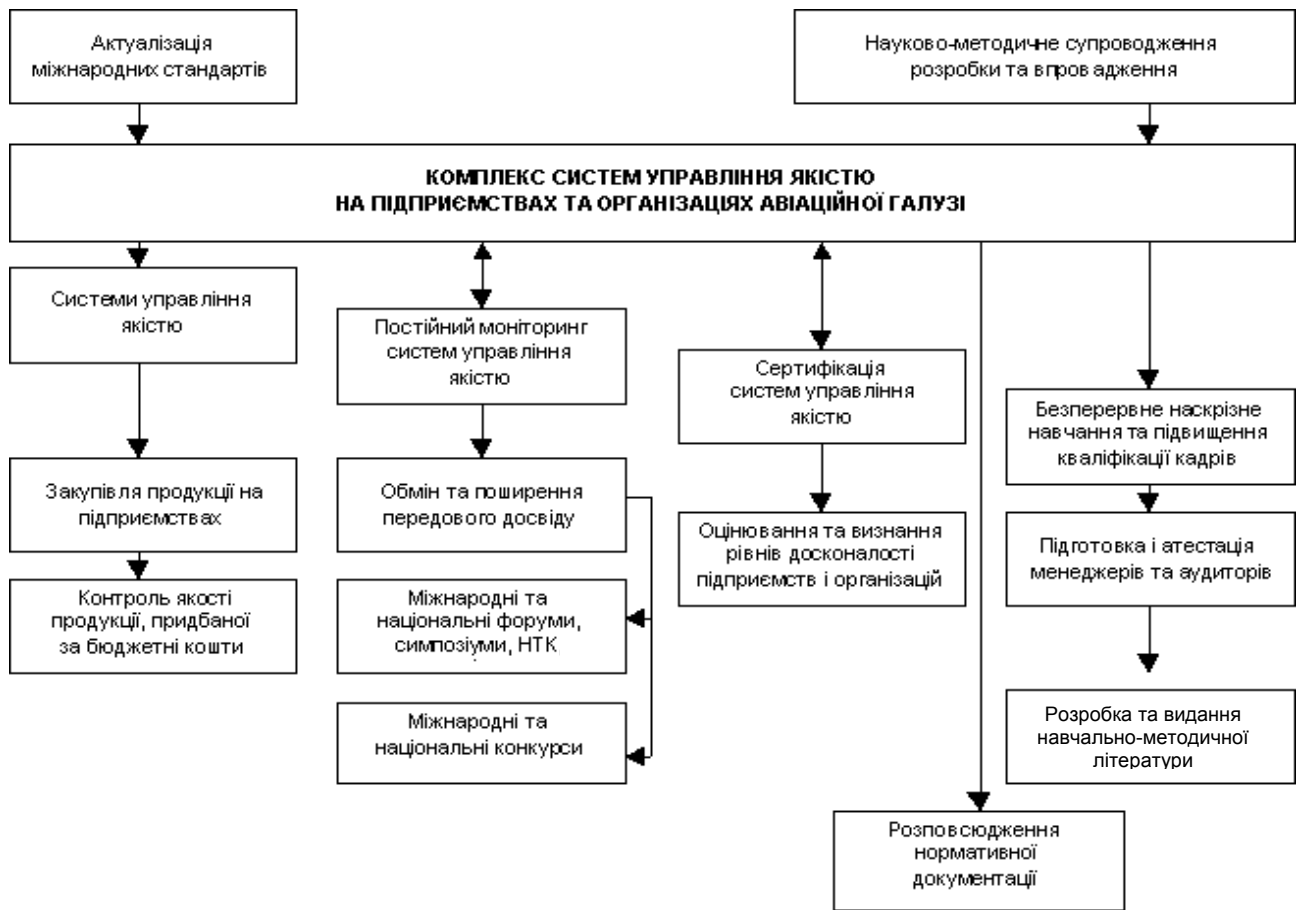 Актуалізація
міжнародних стандартів
Науково-методичне супроводження
розробки та впровадження
КОМПЛЕКС СИСТЕМ УПРАВЛІННЯ ЯКІСТЮ
НА ПІДПРИЄМСТВАХ ТА ОРГАНІЗАЦІЯХ АВІАЦІЙНОЇ ГАЛУЗІ
Системи управління
якістю
Закупівля продукції на
підприємствах
Контроль якості
продукції, придбаної
за бюджетні кошти
Постійний моніторинг
систем управління
якістю
Обмін та поширення
передового досвіду
Міжнародні та
національні форуми,
симпозіуми, НТК
Міжнародні та
національні конкурси
Сертифікація
систем управління
якістю
Оцінювання та визнання
рівнів досконалості
підприємств і організацій
Розповсюдження
нормативної
документації
Безперервне наскрізне
навчання та підвищення
кваліфікації кадрів
Підготовка і атестація
менеджерів та аудиторів
Розробка та видання
навчально-методичної
літератури